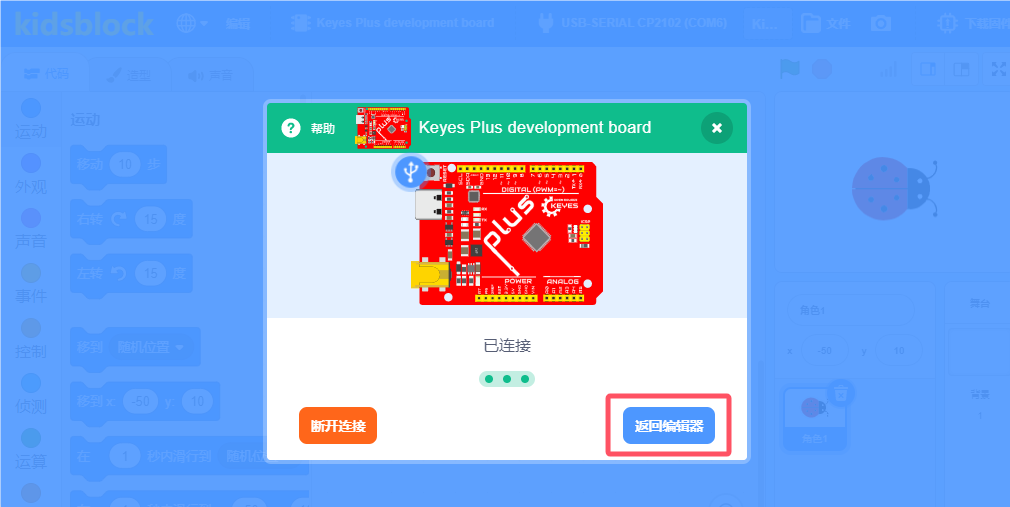 kidsblock
编辑
Keyes Plus development board
USB-SERIAL CP2102 (COM6)
Ki...
文件
代码
造型
声音
运动
外观
声音
事件
控制
侦测
运算
运动
移动 10 步
右转 15 度
左转 15 度
移到 随机位置
移到 x: -50 y: 10
在 1 秒内滑行到 随机位
? 帮助
Keyes Plus development board
RESET
DIGITAL (PWM=~)
plus
KEYES
POWER
ANALOG
已连接
断开连接
返回编辑器
角色1
x -50 y 10
角色1
舞台
背景
1